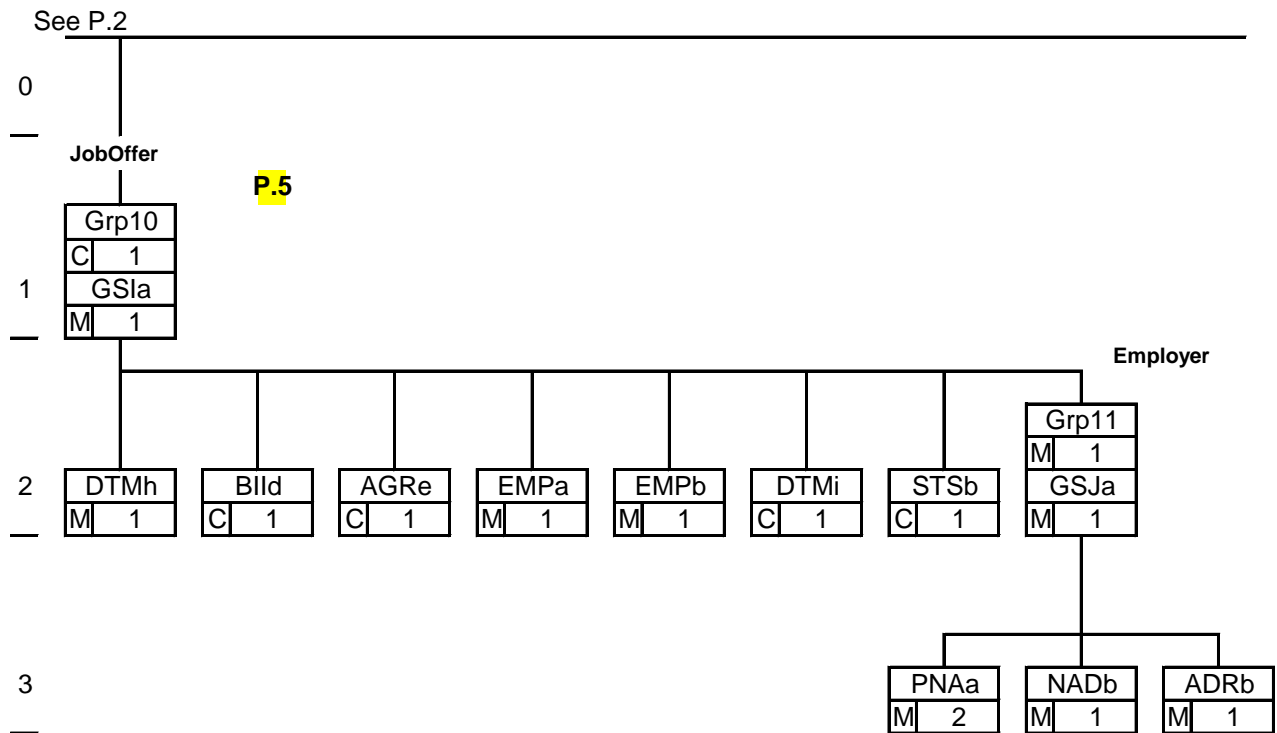 See P.2
0
JobOffer
P.5
Grp10
C 1
1 GSIa
M 1
Employer
Grp11
M 1
2 DTMh BIId AGRe EMPa EMPb DTMi STSb GSJa
M 1 C 1 C 1 M 1 M 1 C 1 C 1 M 1
3 PNAa NADb ADRb
M 2 M 1 M 1